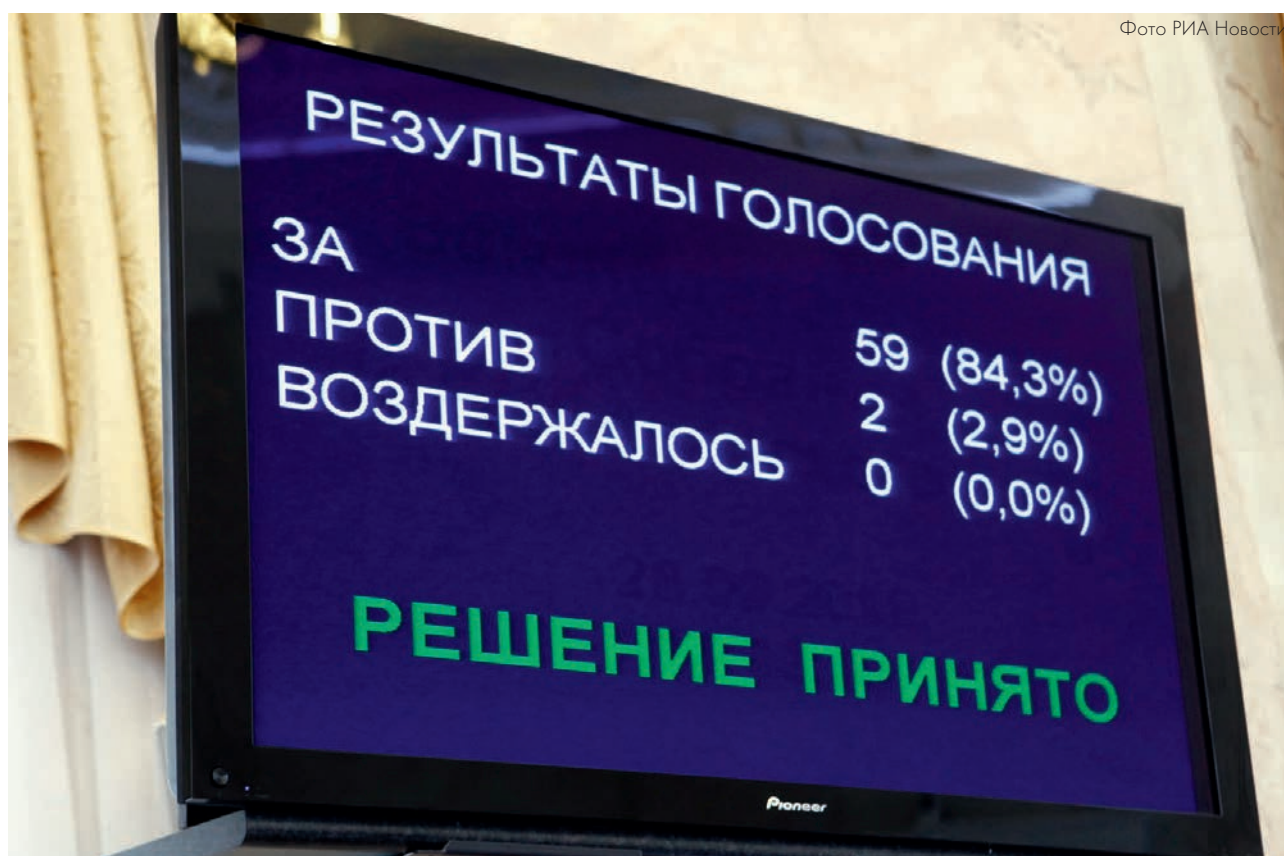 Фото РИА Новости
РЕЗУЛЬТАТЫ ГОЛОСОВАНИЯ
ЗА 59 (84,3%)
ПРОТИВ 2 (2,9%)
ВОЗДЕРЖАЛОСЬ 0 (0,0%)
РЕШЕНИЕ ПРИНЯТО
Pioneer